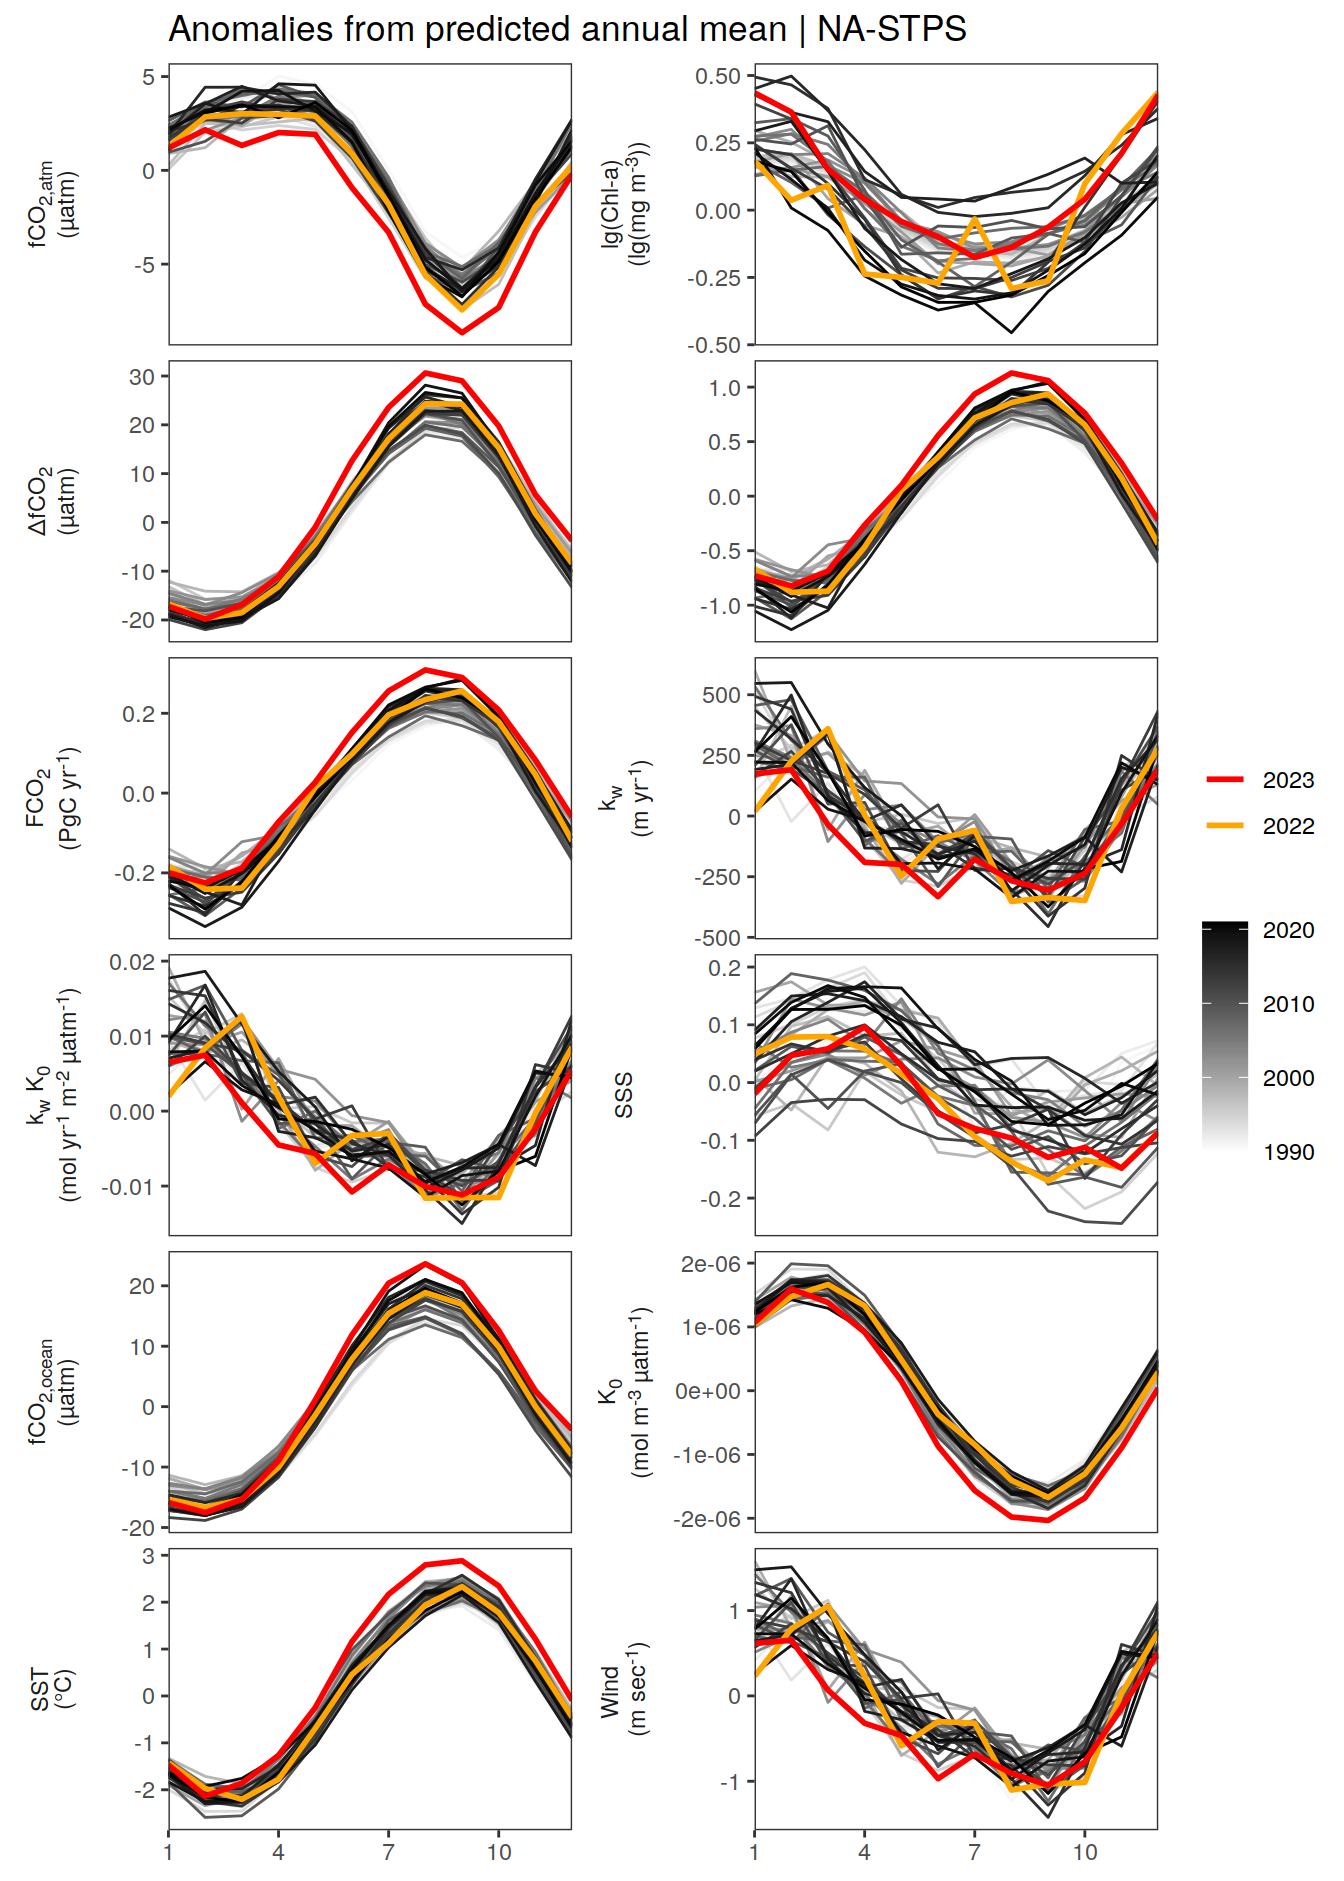 Anomalies from predicted annual mean | NA-STPS
fCO2,atm
(µatm)
5
0
-5
lg(Chl-a)
(lg(mg m-3))
0.50
0.25
0.00
-0.25
-0.50
ΔfCO2
(µatm)
30
20
10
0
-10
-20
1.0
0.5
0.0
-0.5
-1.0
FCO2
(PgC yr-1)
0.2
0.0
-0.2
kw
(m yr-1)
500
250
0
-250
-500
kw K0
(mol yr-1 m-2 µatm-1)
0.02
0.01
0.00
-0.01
SSS
0.2
0.1
0.0
-0.1
-0.2
fCO2,ocean
(µatm)
20
10
0
-10
-20
K0
(mol m-3 µatm-1)
2e-06
1e-06
0e+00
-1e-06
-2e-06
SST
(°C)
3
2
1
0
-1
-2
Wind
(m sec-1)
1
0
-1
1 4 7 10
1 4 7 10
2023
2022
2020
2010
2000
1990